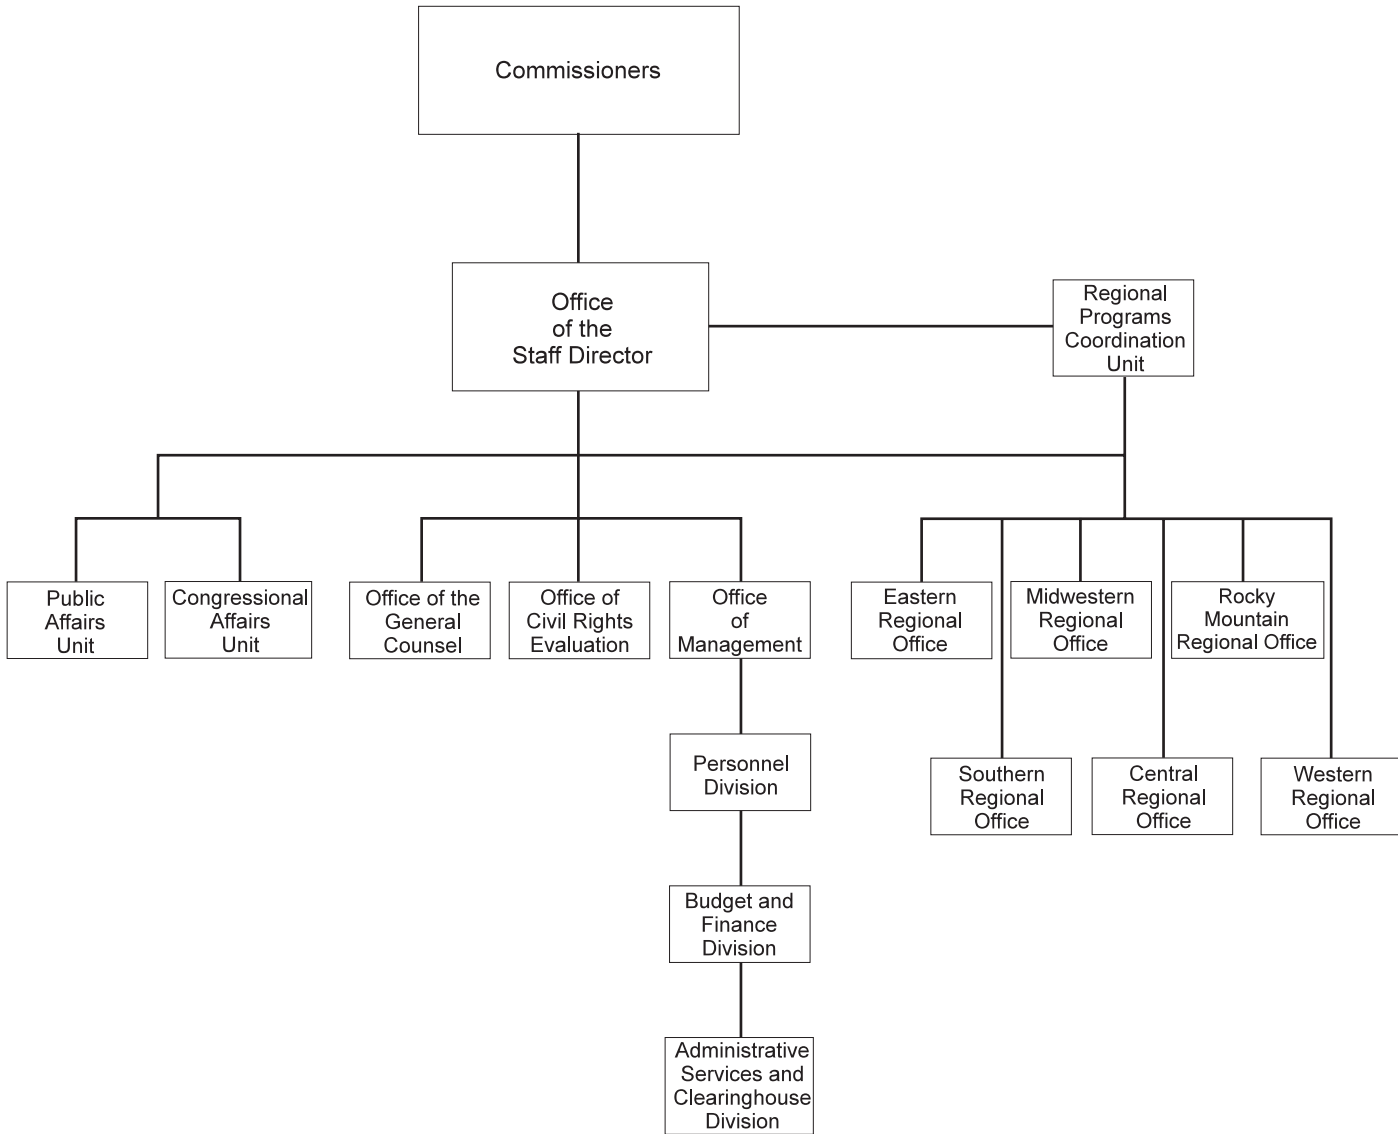 Commissioners
Office
of the
Staff Director
Regional
Programs
Coordination
Unit
Public
Affairs
Unit
Congressional
Affairs
Unit
Office of the
General
Counsel
Office of
Civil Rights
Evaluation
Office
of
Management
Eastern
Regional
Office
Midwestern
Regional
Office
Rocky
Mountain
Regional Office
Personnel
Division
Southern
Regional
Office
Central
Regional
Office
Western
Regional
Office
Budget and
Finance
Division
Administrative
Services and
Clearinghouse
Division